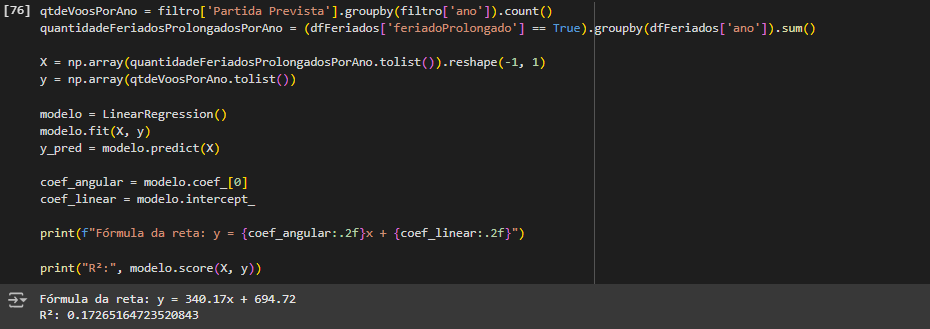 [76] qtdeVoosPorAno = filtro['Partida Prevista'].groupby(filtro['ano']).count()
quantidadeFeriadosProlongadosPorAno = (dfFeriados['feriadoProlongado'] == True).groupby(dfFeriados['ano']).sum()
X = np.array(quantidadeFeriadosProlongadosPorAno.tolist()).reshape(-1, 1)
y = np.array(qtdeVoosPorAno.tolist())
modelo = LinearRegression()
modelo.fit(X, y)
y_pred = modelo.predict(X)
coef_angular = modelo.coef_[0]
coef_linear = modelo.intercept_
print(f"Fórmula da reta: y = {coef_angular:.2f}x + {coef_linear:.2f}")
print("R²:", modelo.score(X, y))
Fórmula da reta: y = 340.17x + 694.72
R²: 0.17265164723520843